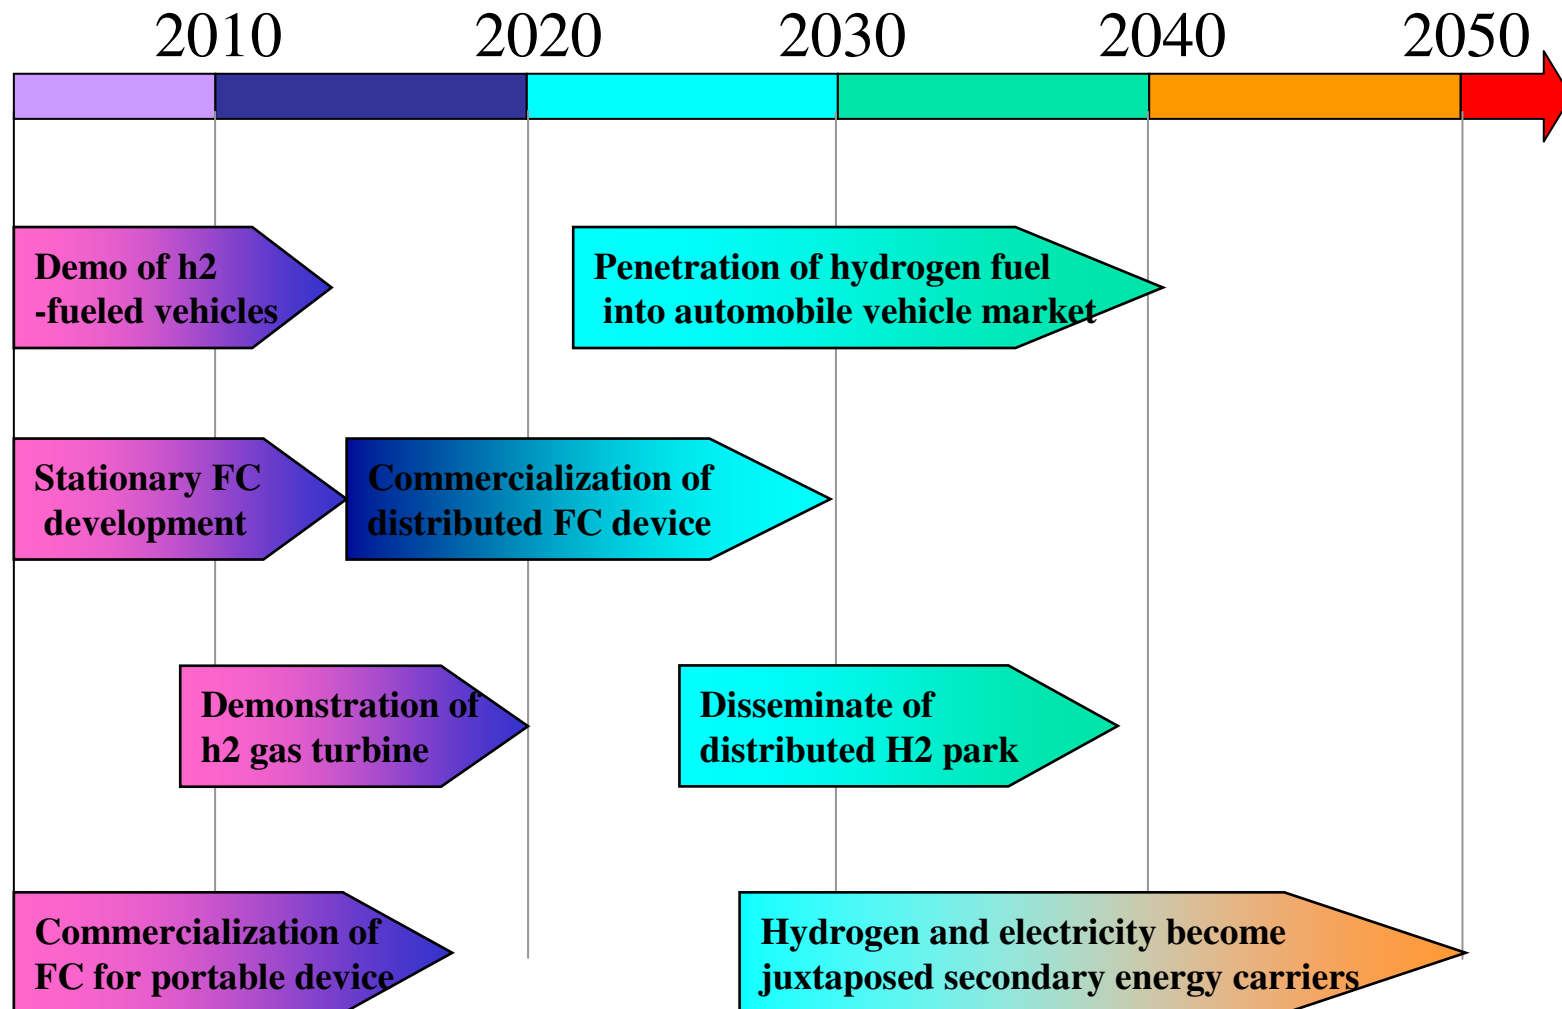 2010 2020 2030 2040 2050
Demo of h2
-fueled vehicles
Penetration of hydrogen fuel
into automobile vehicle market
Stationary FC
development
Commercialization of
distributed FC device
Demonstration of
h2 gas turbine
Disseminate of
distributed H2 park
Commercialization of
FC for portable device
Hydrogen and electricity become
juxtaposed secondary energy carriers